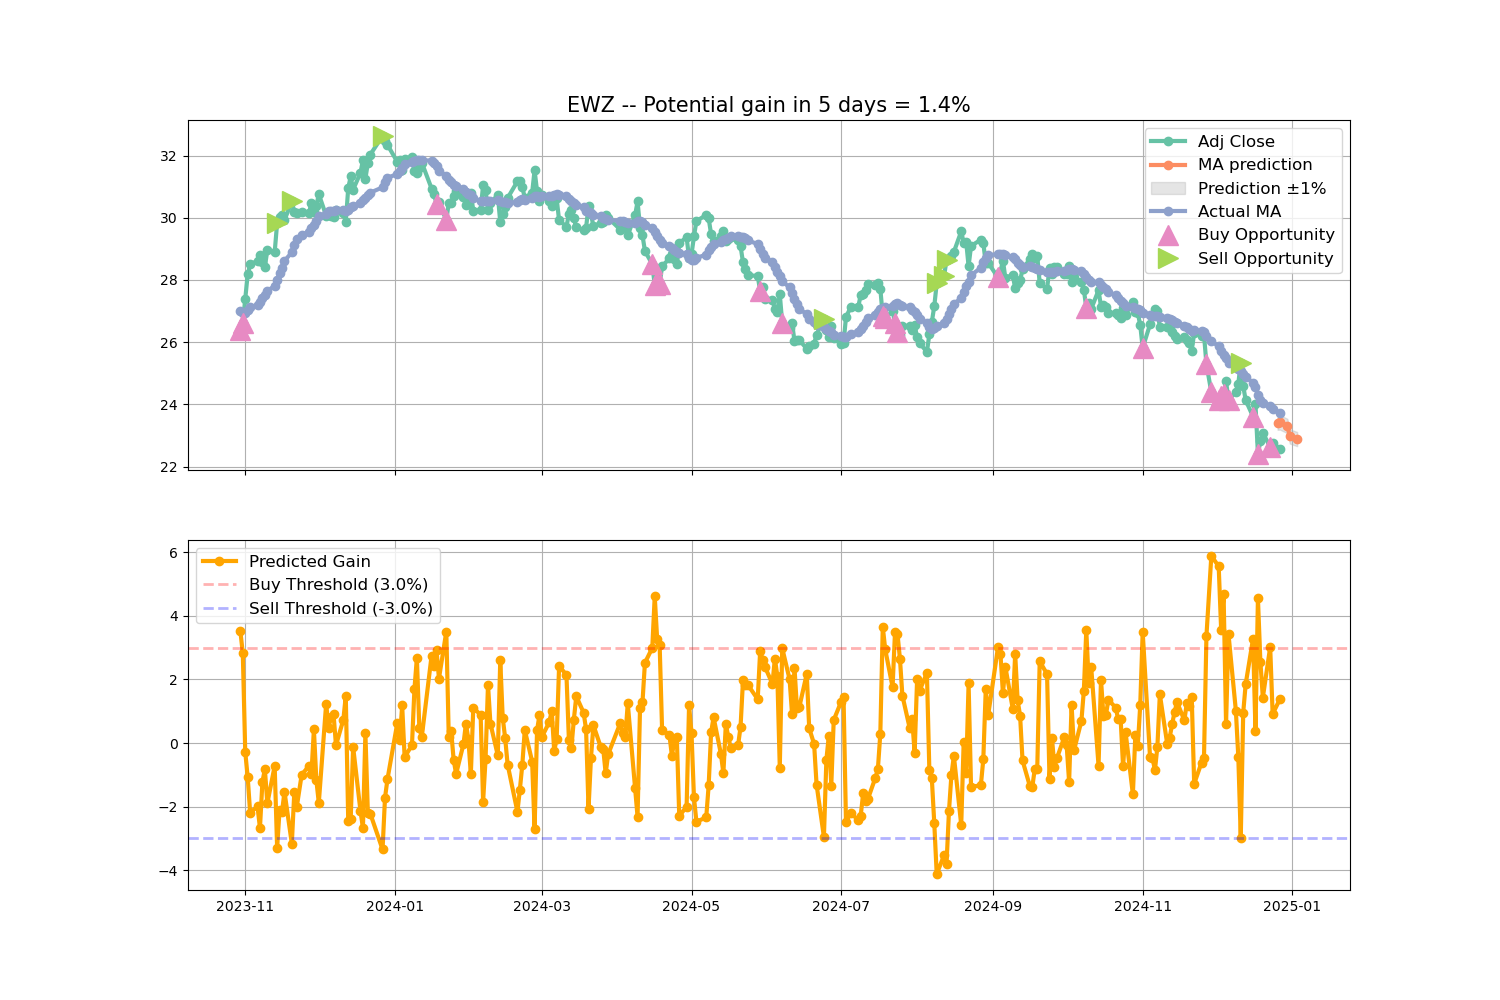 EWZ -- Potential gain in 5 days = 1.4%
32
30
28
26
24
22
Adj Close
MA prediction
Prediction ±1%
Actual MA
Buy Opportunity
Sell Opportunity
6
4
2
0
−2
−4
Predicted Gain
Buy Threshold (3.0%)
Sell Threshold (-3.0%)
2023-11
2024-01
2024-03
2024-05
2024-07
2024-09
2024-11
2025-01